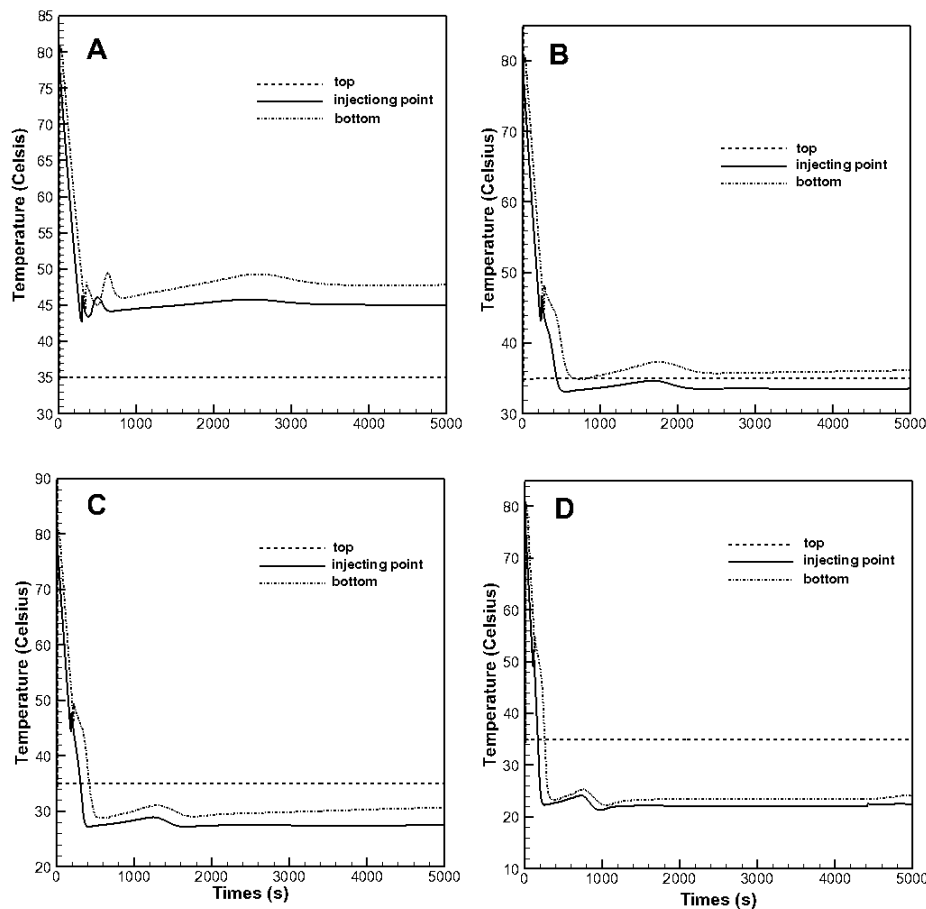 A
top
injectiong point
bottom
Temperature (Celsis)
85
80
75
70
65
60
55
50
45
40
35
30
0
1000
2000
3000
4000
5000
B
top
injecting point
bottom
Temperature (Celsius)
80
70
60
50
40
30
0
1000
2000
3000
4000
5000
C
top
injecting point
bottom
Temperature (Celsius)
90
80
70
60
50
40
30
20
0
1000
2000
3000
4000
5000
Times (s)
D
top
injecting point
bottom
Temperature (Celsius)
80
70
60
50
40
30
20
10
0
1000
2000
3000
4000
5000
Times (s)